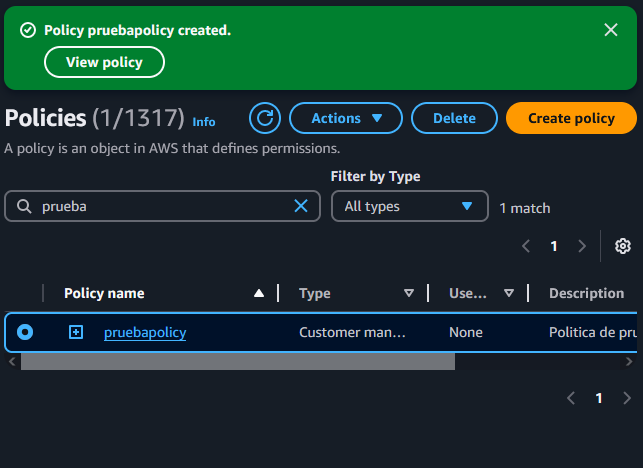 Policy pruebapolicy created.
View policy
Policies (1/1317) Info
Actions
Delete
Create policy
A policy is an object in AWS that defines permissions.
Filter by Type
prueba
All types
1 match
1
Policy name
Type
Use...
Description
pruebapolicy
Customer man...
None
Politica de pru
1